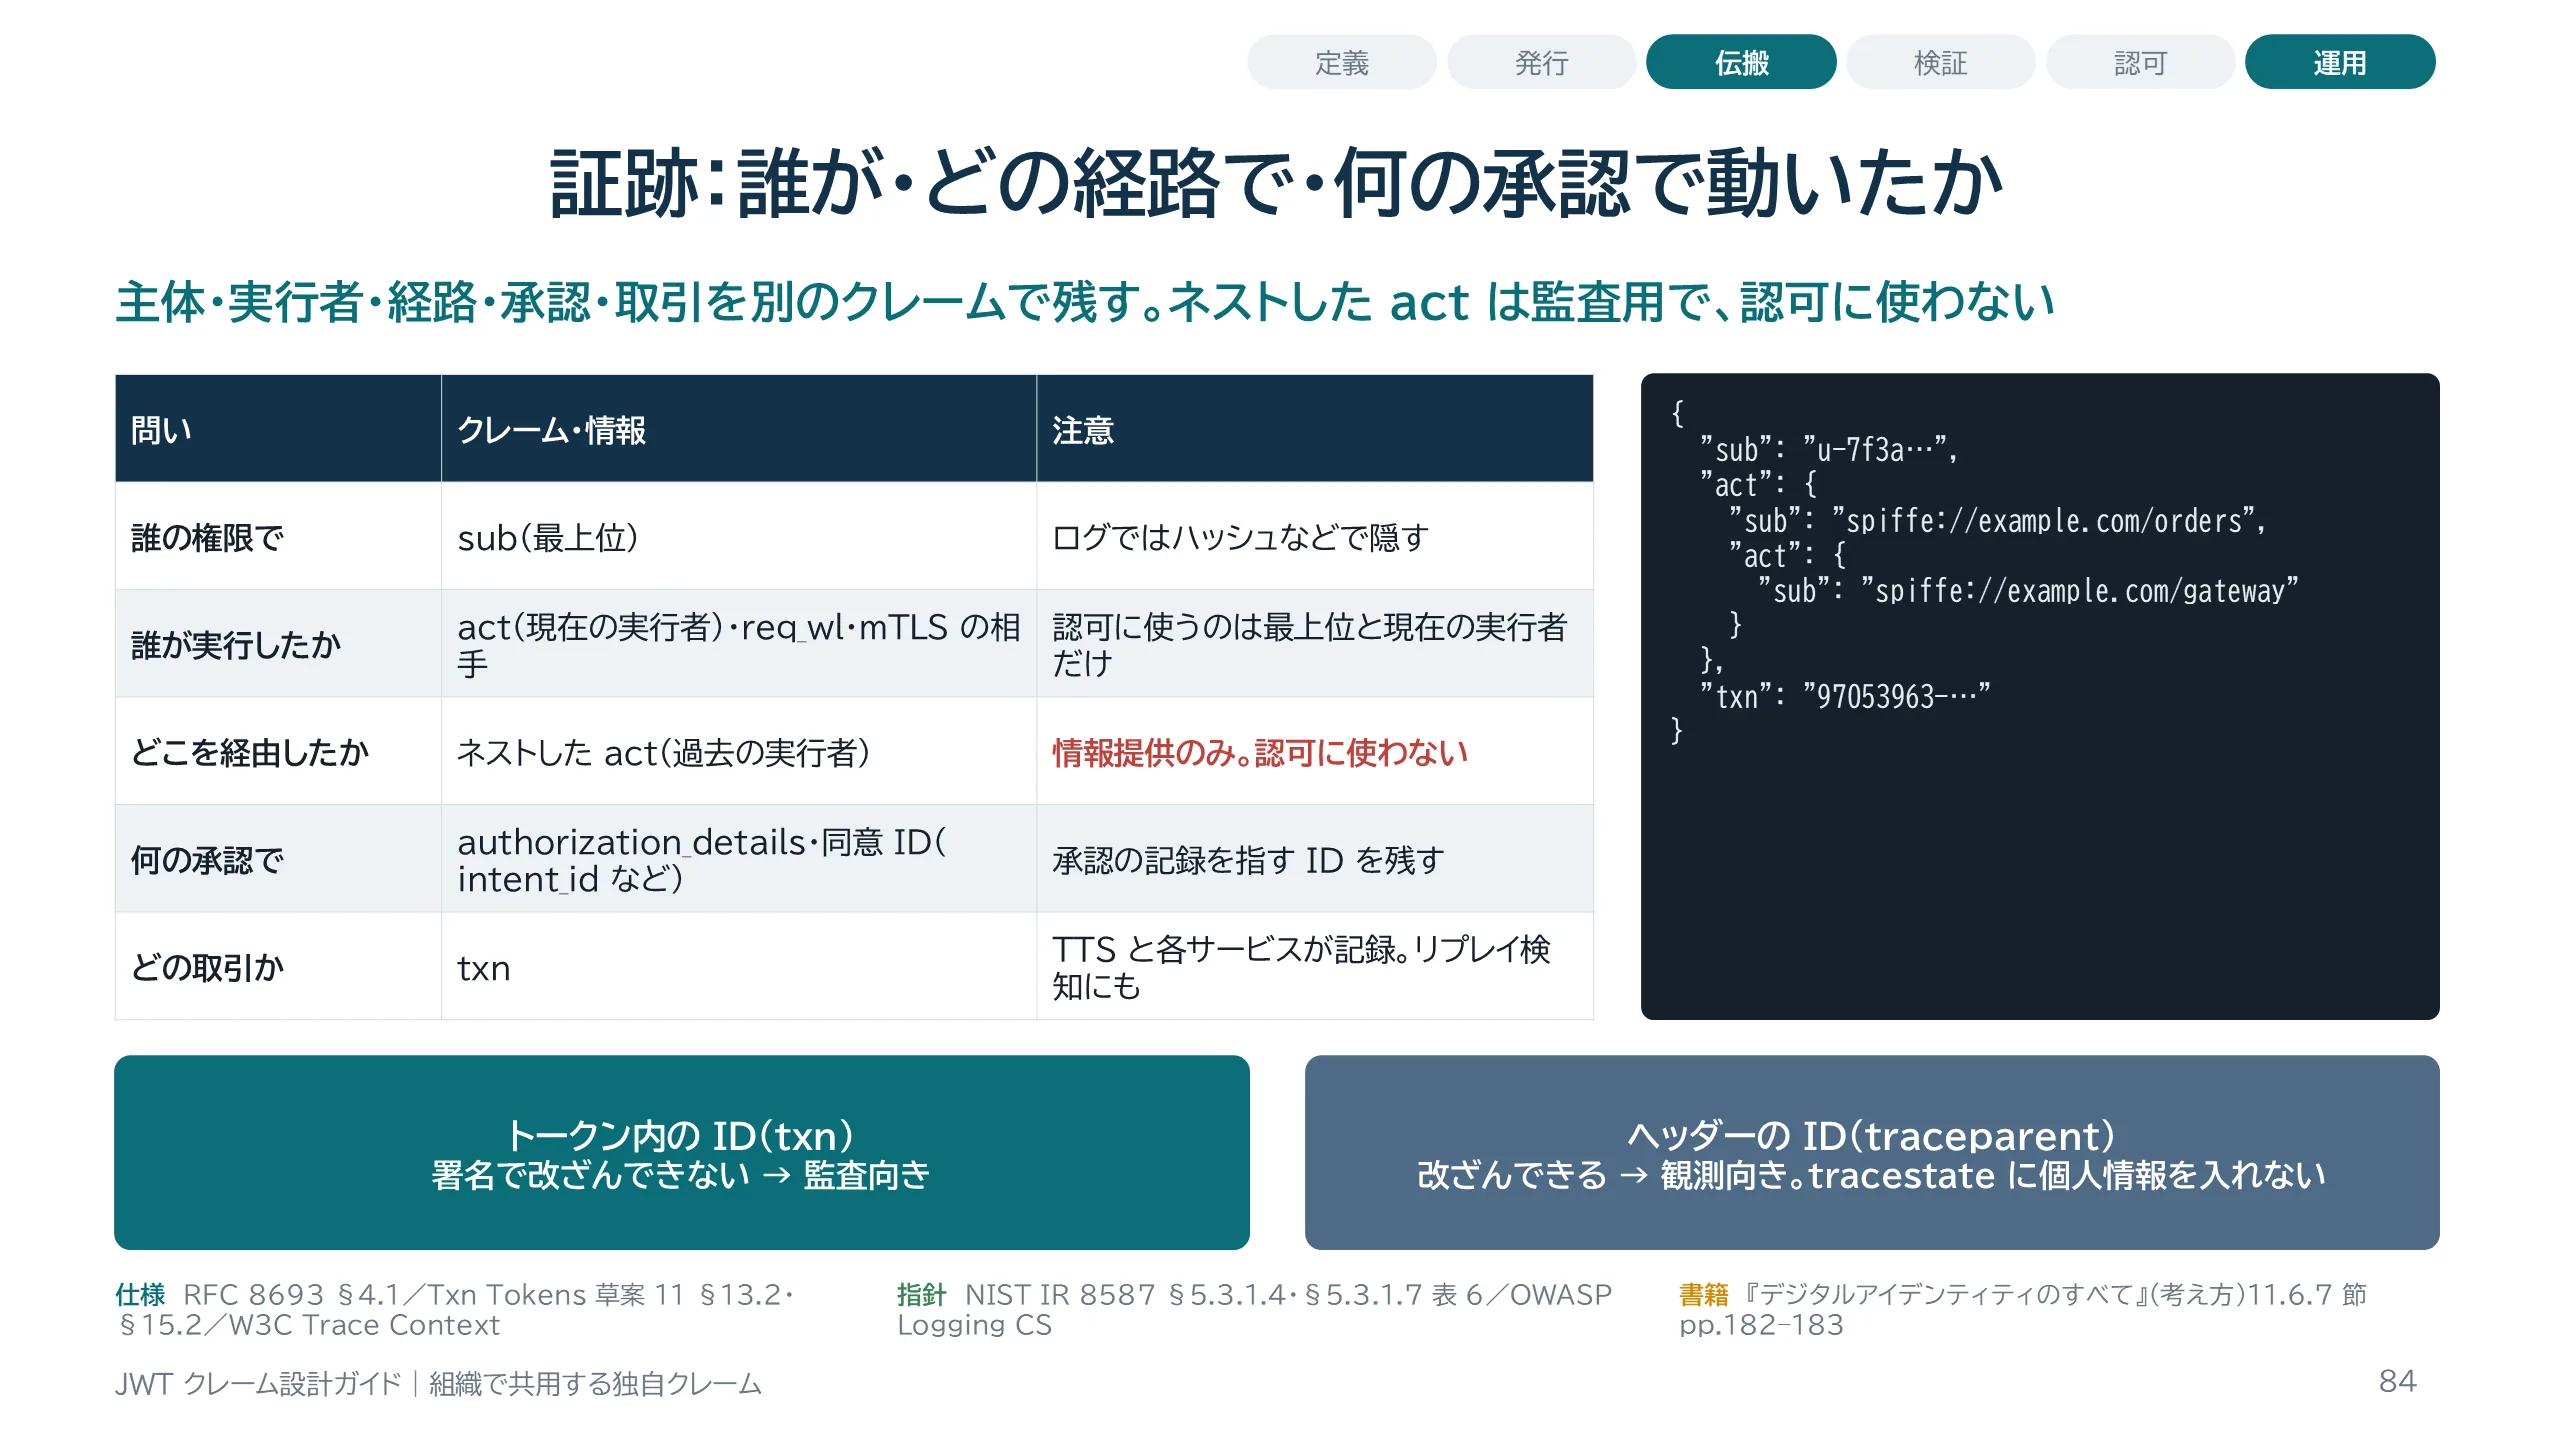 定義 発行 伝搬 検証 認可 運用
証跡：誰が・どの経路で・何の承認で動いたか
主体・実行者・経路・承認・取引を別のクレームで残す。ネストした act は監査用で、認可に使わない
問い クレーム・情報 注意
誰の権限で sub（最上位） ログではハッシュなどで隠す
誰が実行したか act（現在の実行者）・req_wl・mTLS の相
手 認可に使うのは最上位と現在の実行者
だけ
どこを経由したか ネストした act（過去の実行者） 情報提供のみ。認可に使わない
何の承認で authorization_details・同意 ID（
intent_id など） 承認の記録を指す ID を残す
どの取引か txn TTS と各サービスが記録。リプレイ検
知にも
{
  ”sub”: ”u-7f3a…”,
  ”act”: {
    ”sub”: ”spiffe://example.com/orders”,
    ”act”: {
      ”sub”: ”spiffe://example.com/gateway”
    }
  },
  ”txn”: ”97053963-…”
}
トークン内の ID（txn）
署名で改ざんできない → 監査向き
ヘッダーの ID（traceparent）
改ざんできる → 観測向き。tracestate に個人情報を入れない
仕様 RFC 8693 §4.1／Txn Tokens 草案 11 §13.2・
§15.2／W3C Trace Context
指針 NIST IR 8587 §5.3.1.4・§5.3.1.7 表 6／OWASP
Logging CS
書籍 『デジタルアイデンティティのすべて』（考え方）11.6.7 節
pp.182–183
JWT クレーム設計ガイド｜組織で共用する独自クレーム
84